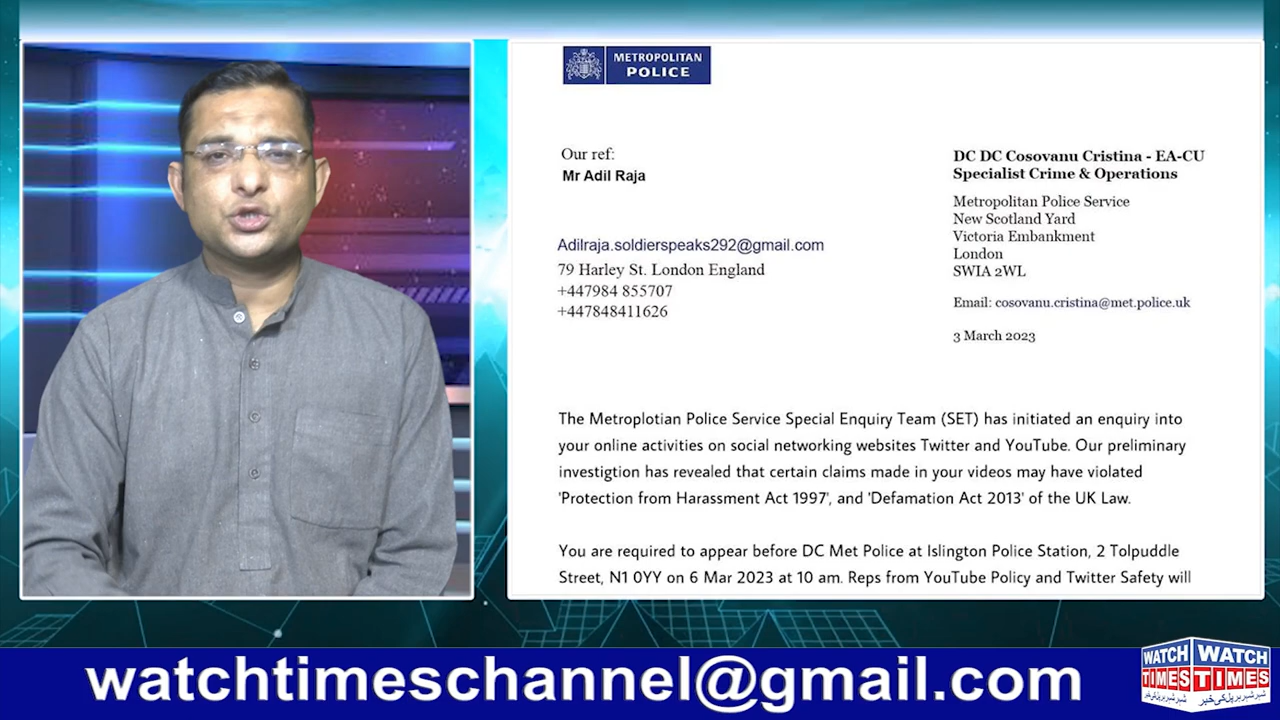 METROPOLITAN
POLICE
Our ref:
Mr Adil Raja
Adilraja.soldierspeaks292@gmail.com
79 Harley St. London England
+447984 855707
+447848411626
DC DC Cosovanu Cristina - EA-CU
Specialist Crime & Operations
Metropolitan Police Service
New Scotland Yard
Victoria Embankment
London
SWIA 2WL
Email: cosovanu.cristina@met.police.uk
3 March 2023
The Metroplotian Police Service Special Enquiry Team (SET) has initiated an enquiry into
your online activities on social networking websites Twitter and YouTube. Our preliminary
investigtion has revealed that certain claims made in your videos may have violated
'Protection from Harassment Act 1997', and 'Defamation Act 2013' of the UK Law.
You are required to appear before DC Met Police at Islington Police Station, 2 Tolpuddle
Street, N1 0YY on 6 Mar 2023 at 10 am. Reps from YouTube Policy and Twitter Safety will
watchtimeschannel@gmail.com
WATCH WATCH
TIMES TIMES
شہر شہر پل پل کی خبر